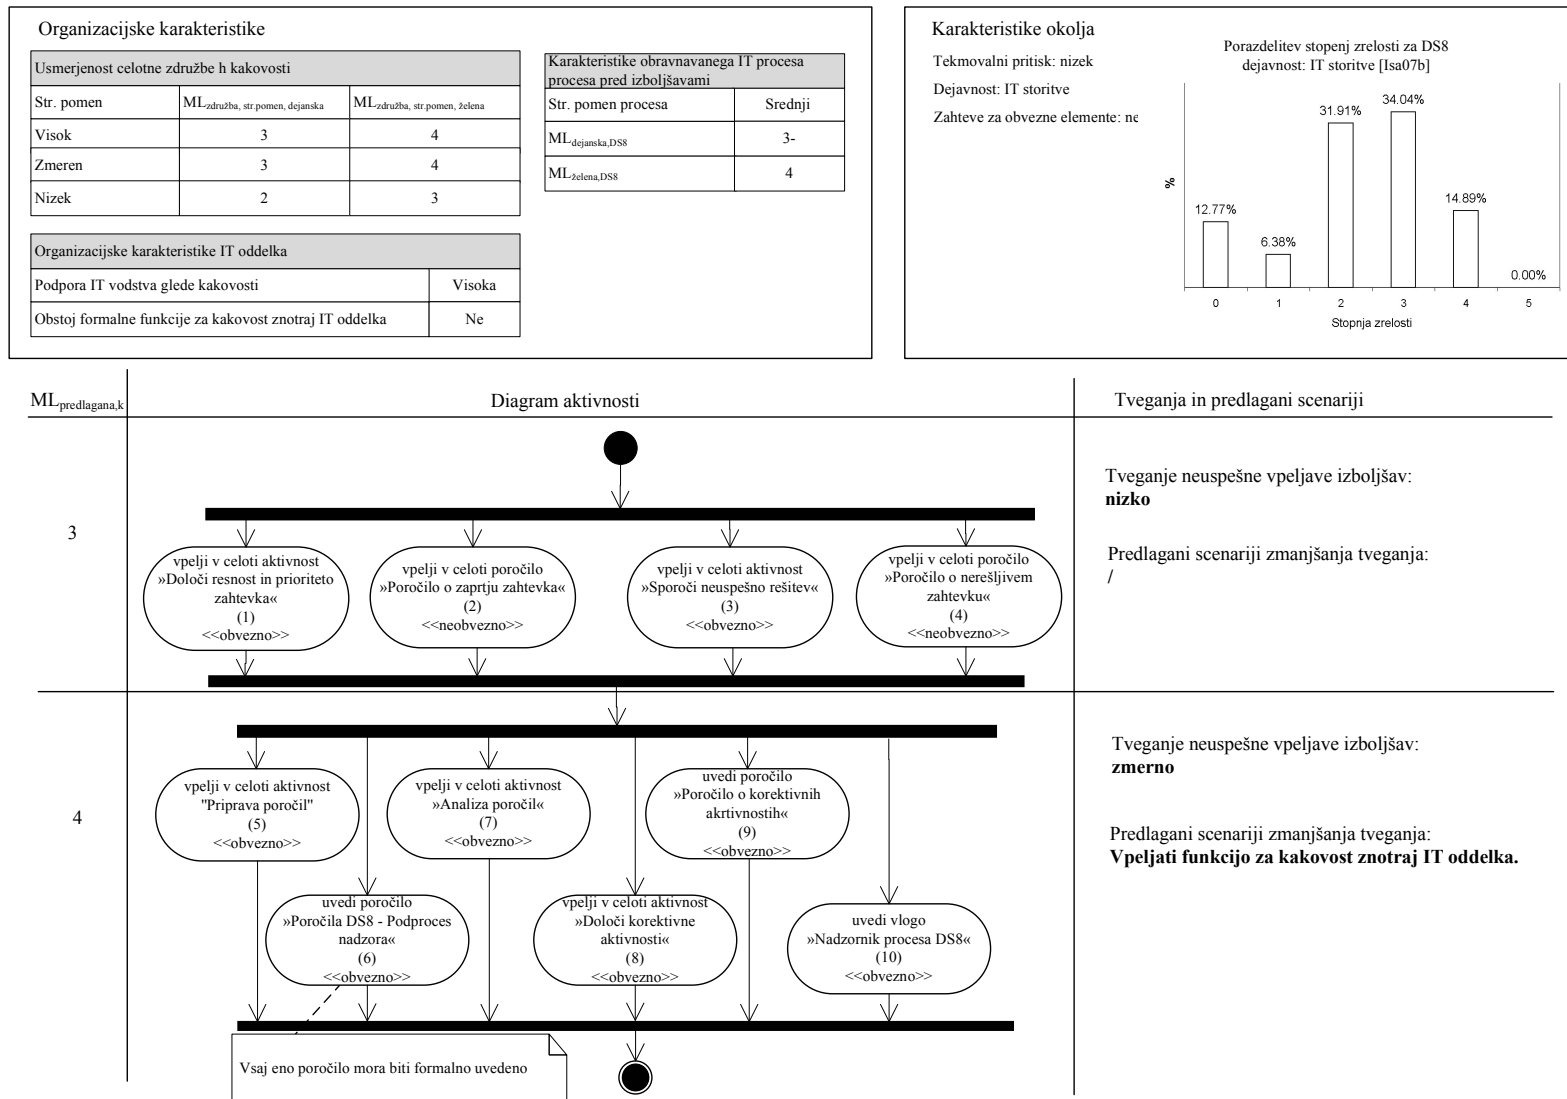 Organizacijske karakteristike
Usmerjenost celotne združbe h kakovosti
Str. pomen	MLzdružba, str.pomen, dejanska	MLzdružba, str.pomen, želena
Visok	3	4
Zmeren	3	4
Nizek	2	3
Karakteristike obravnavanega IT procesa
procesa pred izboljšavami
Str. pomen procesa	Srednji
MLdejanska,DS8	3-
MLželena,DS8	4
Organizacijske karakteristike IT oddelka
Podpora IT vodstva glede kakovosti	Visoka
Obstoj formalne funkcije za kakovost znotraj IT oddelka	Ne
Karakteristike okolja
Tekmovalni pritisk: nizek
Dejavnost: IT storitve
Zahteve za obvezne elemente: ne
Porazdelitev stopenj zrelosti za DS8
dejavnost: IT storitve [Isa07b]
%
12.77%
6.38%
31.91%
34.04%
14.89%
0.00%
0 1 2 3 4 5
Stopnja zrelosti
MLpredlagana,k
Diagram aktivnosti
Tveganja in predlagani scenariji
3
vpelji v celoti aktivnost
»Določi resnost in prioriteto
zahtevka«
(1)
<<obvezno>>
vpelji v celoti poročilo
»Poročilo o zaprtju zahtevka«
(2)
<<neobvezno>>
vpelji v celoti aktivnost
»Sporoči neuspešno rešitev«
(3)
<<obvezno>>
vpelji v celoti poročilo
»Poročilo o nerešljivem
zahtevku«
(4)
<<neobvezno>>
Tveganje neuspešne vpeljave izboljšav:
nizko
Predlagani scenariji zmanjšanja tveganja:
/
4
vpelji v celoti aktivnost
"Priprava poročil"
(5)
<<obvezno>>
uvedi poročilo
»Poročila DS8 - Podproces
nadzora«
(6)
<<obvezno>>
vpelji v celoti aktivnost
»Analiza poročil«
(7)
<<obvezno>>
vpelji v celoti aktivnost
»Določi korektivne
aktivnosti«
(8)
<<obvezno>>
uvedi poročilo
»Poročilo o korektivnih
akrtivnostih«
(9)
<<obvezno>>
uvedi vlogo
»Nadzornik procesa DS8«
(10)
<<obvezno>>
Vsaj eno poročilo mora biti formalno uvedeno
Tveganje neuspešne vpeljave izboljšav:
zmerno
Predlagani scenariji zmanjšanja tveganja:
Vpeljati funkcijo za kakovost znotraj IT oddelka.